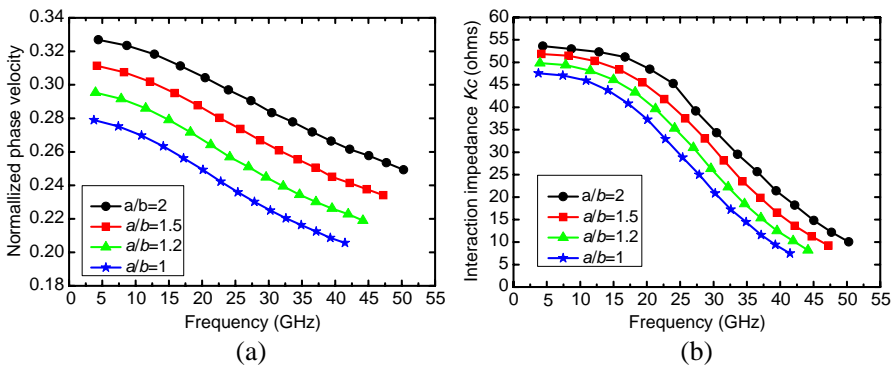 Normallized phase velocity
0.34
0.32
0.30
0.28
0.26
0.24
0.22
0.20
0.18
a/b=2
a/b=1.5
a/b=1.2
a/b=1
0 5 10 15 20 25 30 35 40 45 50 55
Frequency (GHz)
(a)
Interaction impedance Kc (ohms)
60
55
50
45
40
35
30
25
20
15
10
5
0
a/b=2
a/b=1.5
a/b=1.2
a/b=1
0 5 10 15 20 25 30 35 40 45 50 55
Frequency (GHz)
(b)